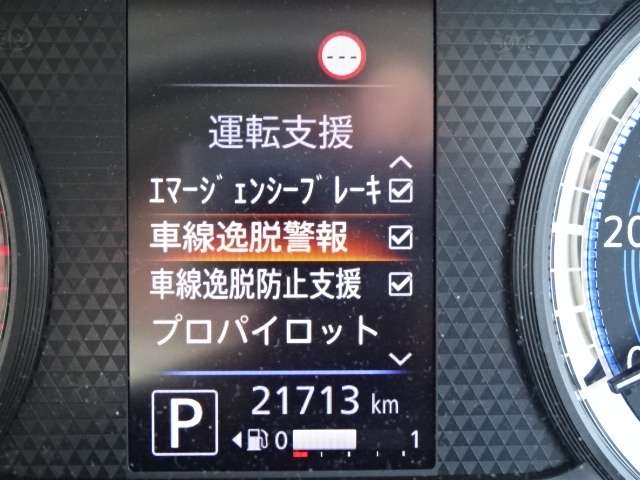 ---
運転支援
ｴﾏｰｼﾞｪﾝｼｰﾌﾞﾚｰｷ
車線逸脱警報
車線逸脱防止支援
プロパイロット
P
21713 km
0 1
20
0